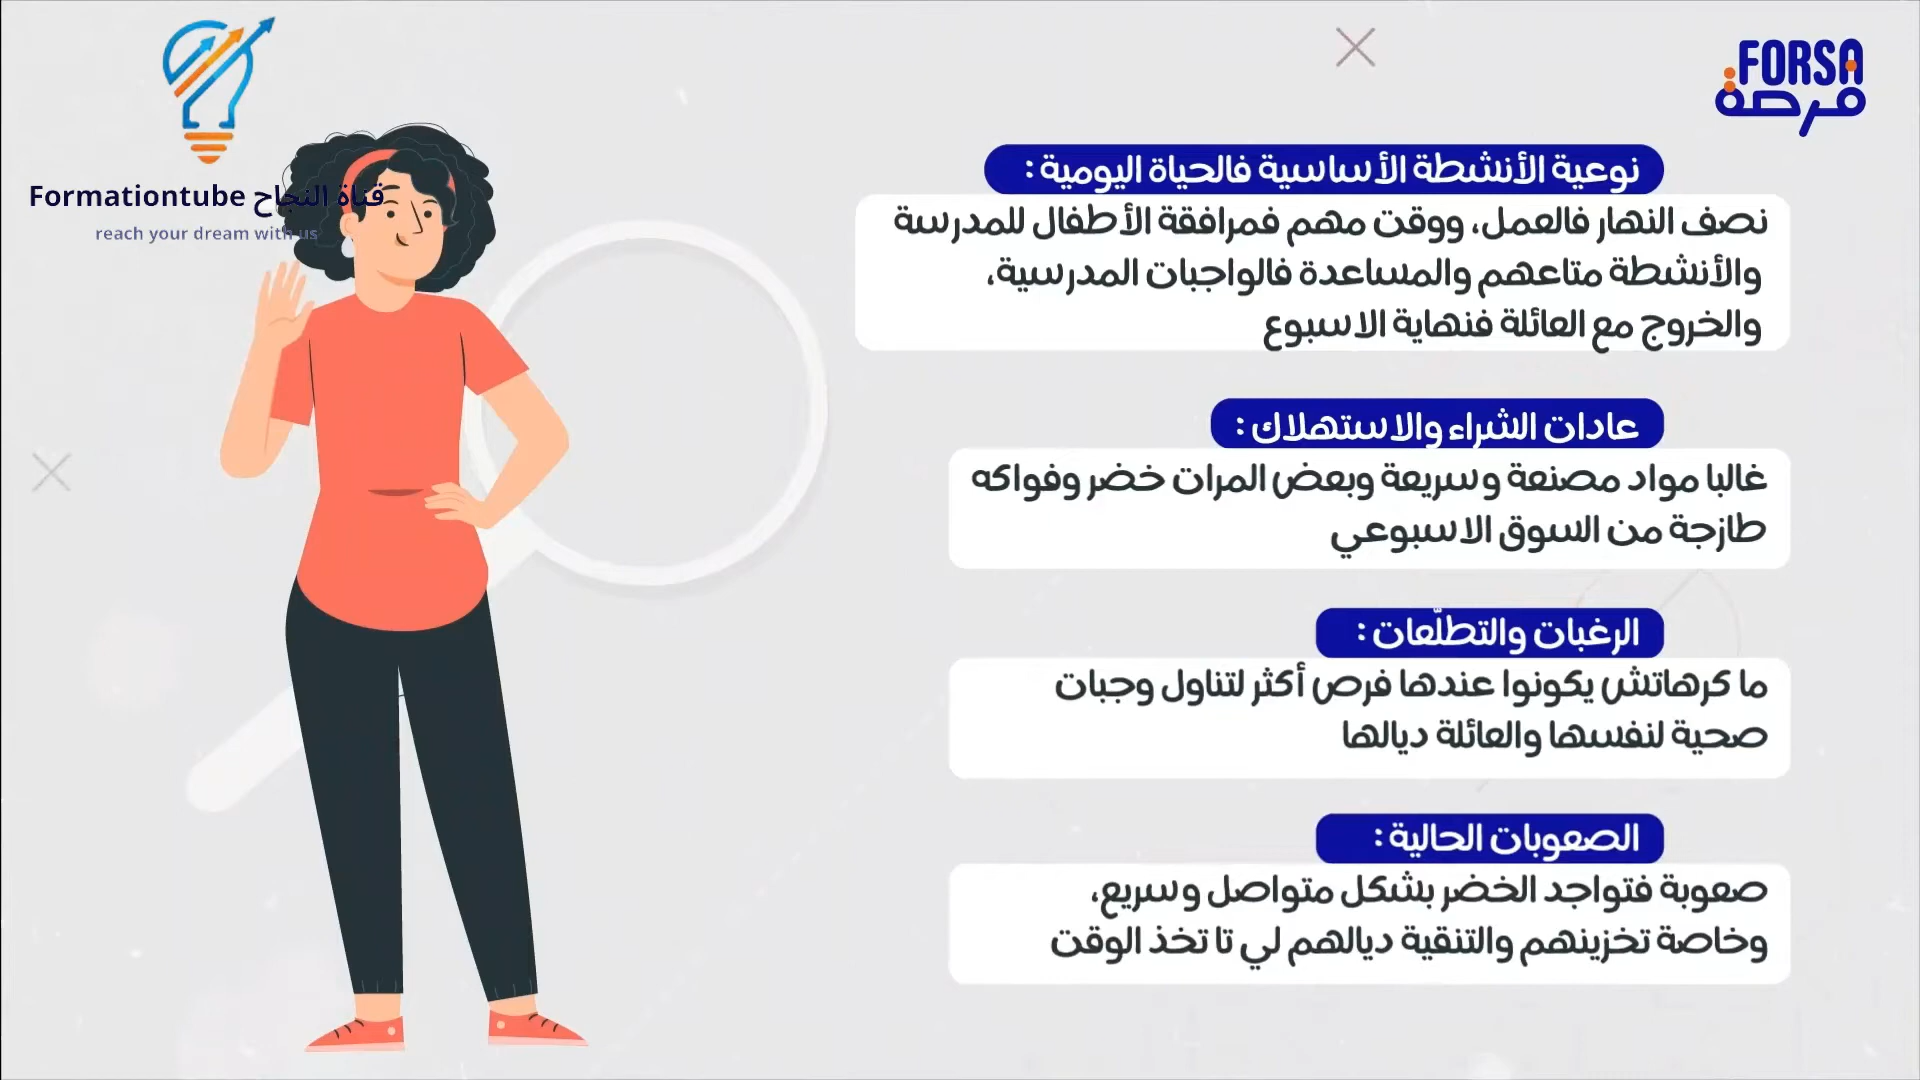 FORSA
فرصة
Formationtube قناة النجاح
reach your dream with us
نوعية الأنشطة الأساسية فالحياة اليومية :
نصف النهار فالعمل، ووقت مهم فمرافقة الأطفال للمدرسة
والأنشطة متاعهم والمساعدة فالواجبات المدرسية،
والخروج مع العائلة فنهاية الاسبوع
عادات الشراء والاستهلاك :
غالبا مواد مصنعة وسريعة وبعض المرات خضر وفواكه
طازجة من السوق الاسبوعي
الرغبات والتطلّعات :
ما كرهاتش يكونوا عندها فرص أكثر لتناول وجبات
صحية لنفسها والعائلة ديالها
الصعوبات الحالية :
صعوبة فتواجد الخضر بشكل متواصل وسريع،
وخاصة تخزينهم والتنقية ديالهم لي تا تخذ الوقت